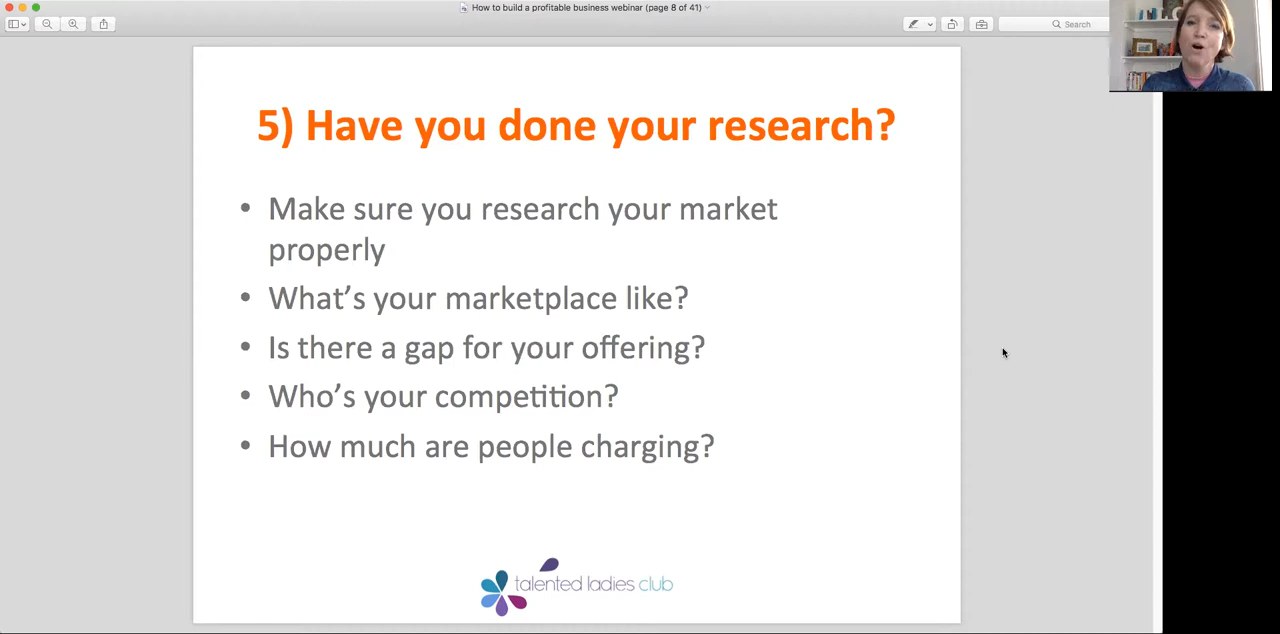 How to build a profitable business webinar (page 8 of 41)
Search
5) Have you done your research?
• Make sure you research your market
properly
• What's your marketplace like?
• Is there a gap for your offering?
• Who's your competition?
• How much are people charging?
talented ladies club